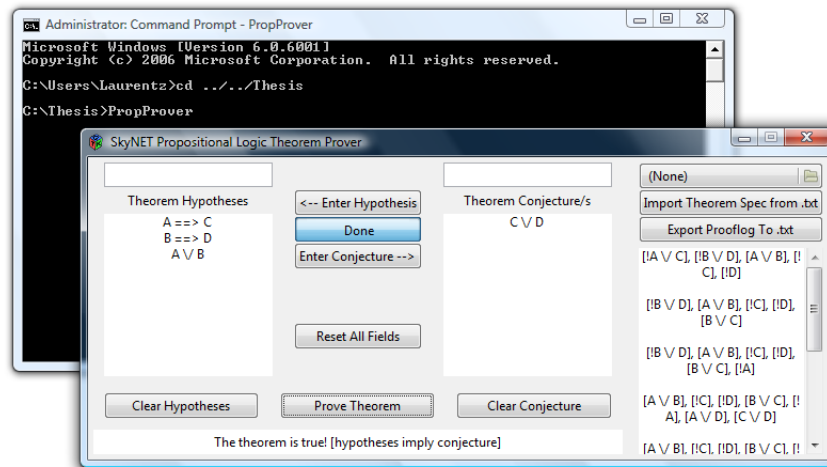 Administrator: Command Prompt - PropProver
Microsoft Windows [Version 6.0.6001]
Copyright (c) 2006 Microsoft Corporation.  All rights reserved.
C:\Users\Laurentz>cd ../../Thesis
C:\Thesis>PropProver
SkyNET Propositional Logic Theorem Prover
Theorem Hypotheses
A ==> C
B ==> D
A \/ B
Clear Hypotheses
<-- Enter Hypothesis
Done
Enter Conjecture -->
Reset All Fields
Prove Theorem
Theorem Conjecture/s
C \/ D
Clear Conjecture
The theorem is true! [hypotheses imply conjecture]
(None)
Import Theorem Spec from .txt
Export Prooflog To .txt
[!A \/ C], [!B \/ D], [A \/ B], [!
C], [!D]
[!B \/ D], [A \/ B], [!C], [!D],
[B \/ C]
[!B \/ D], [A \/ B], [!C], [!D],
[B \/ C], [!A]
[A \/ B], [!C], [!D], [B \/ C], [!
A], [A \/ D], [C \/ D]
[A \/ B], [!C], [!D], [B \/ C], [!